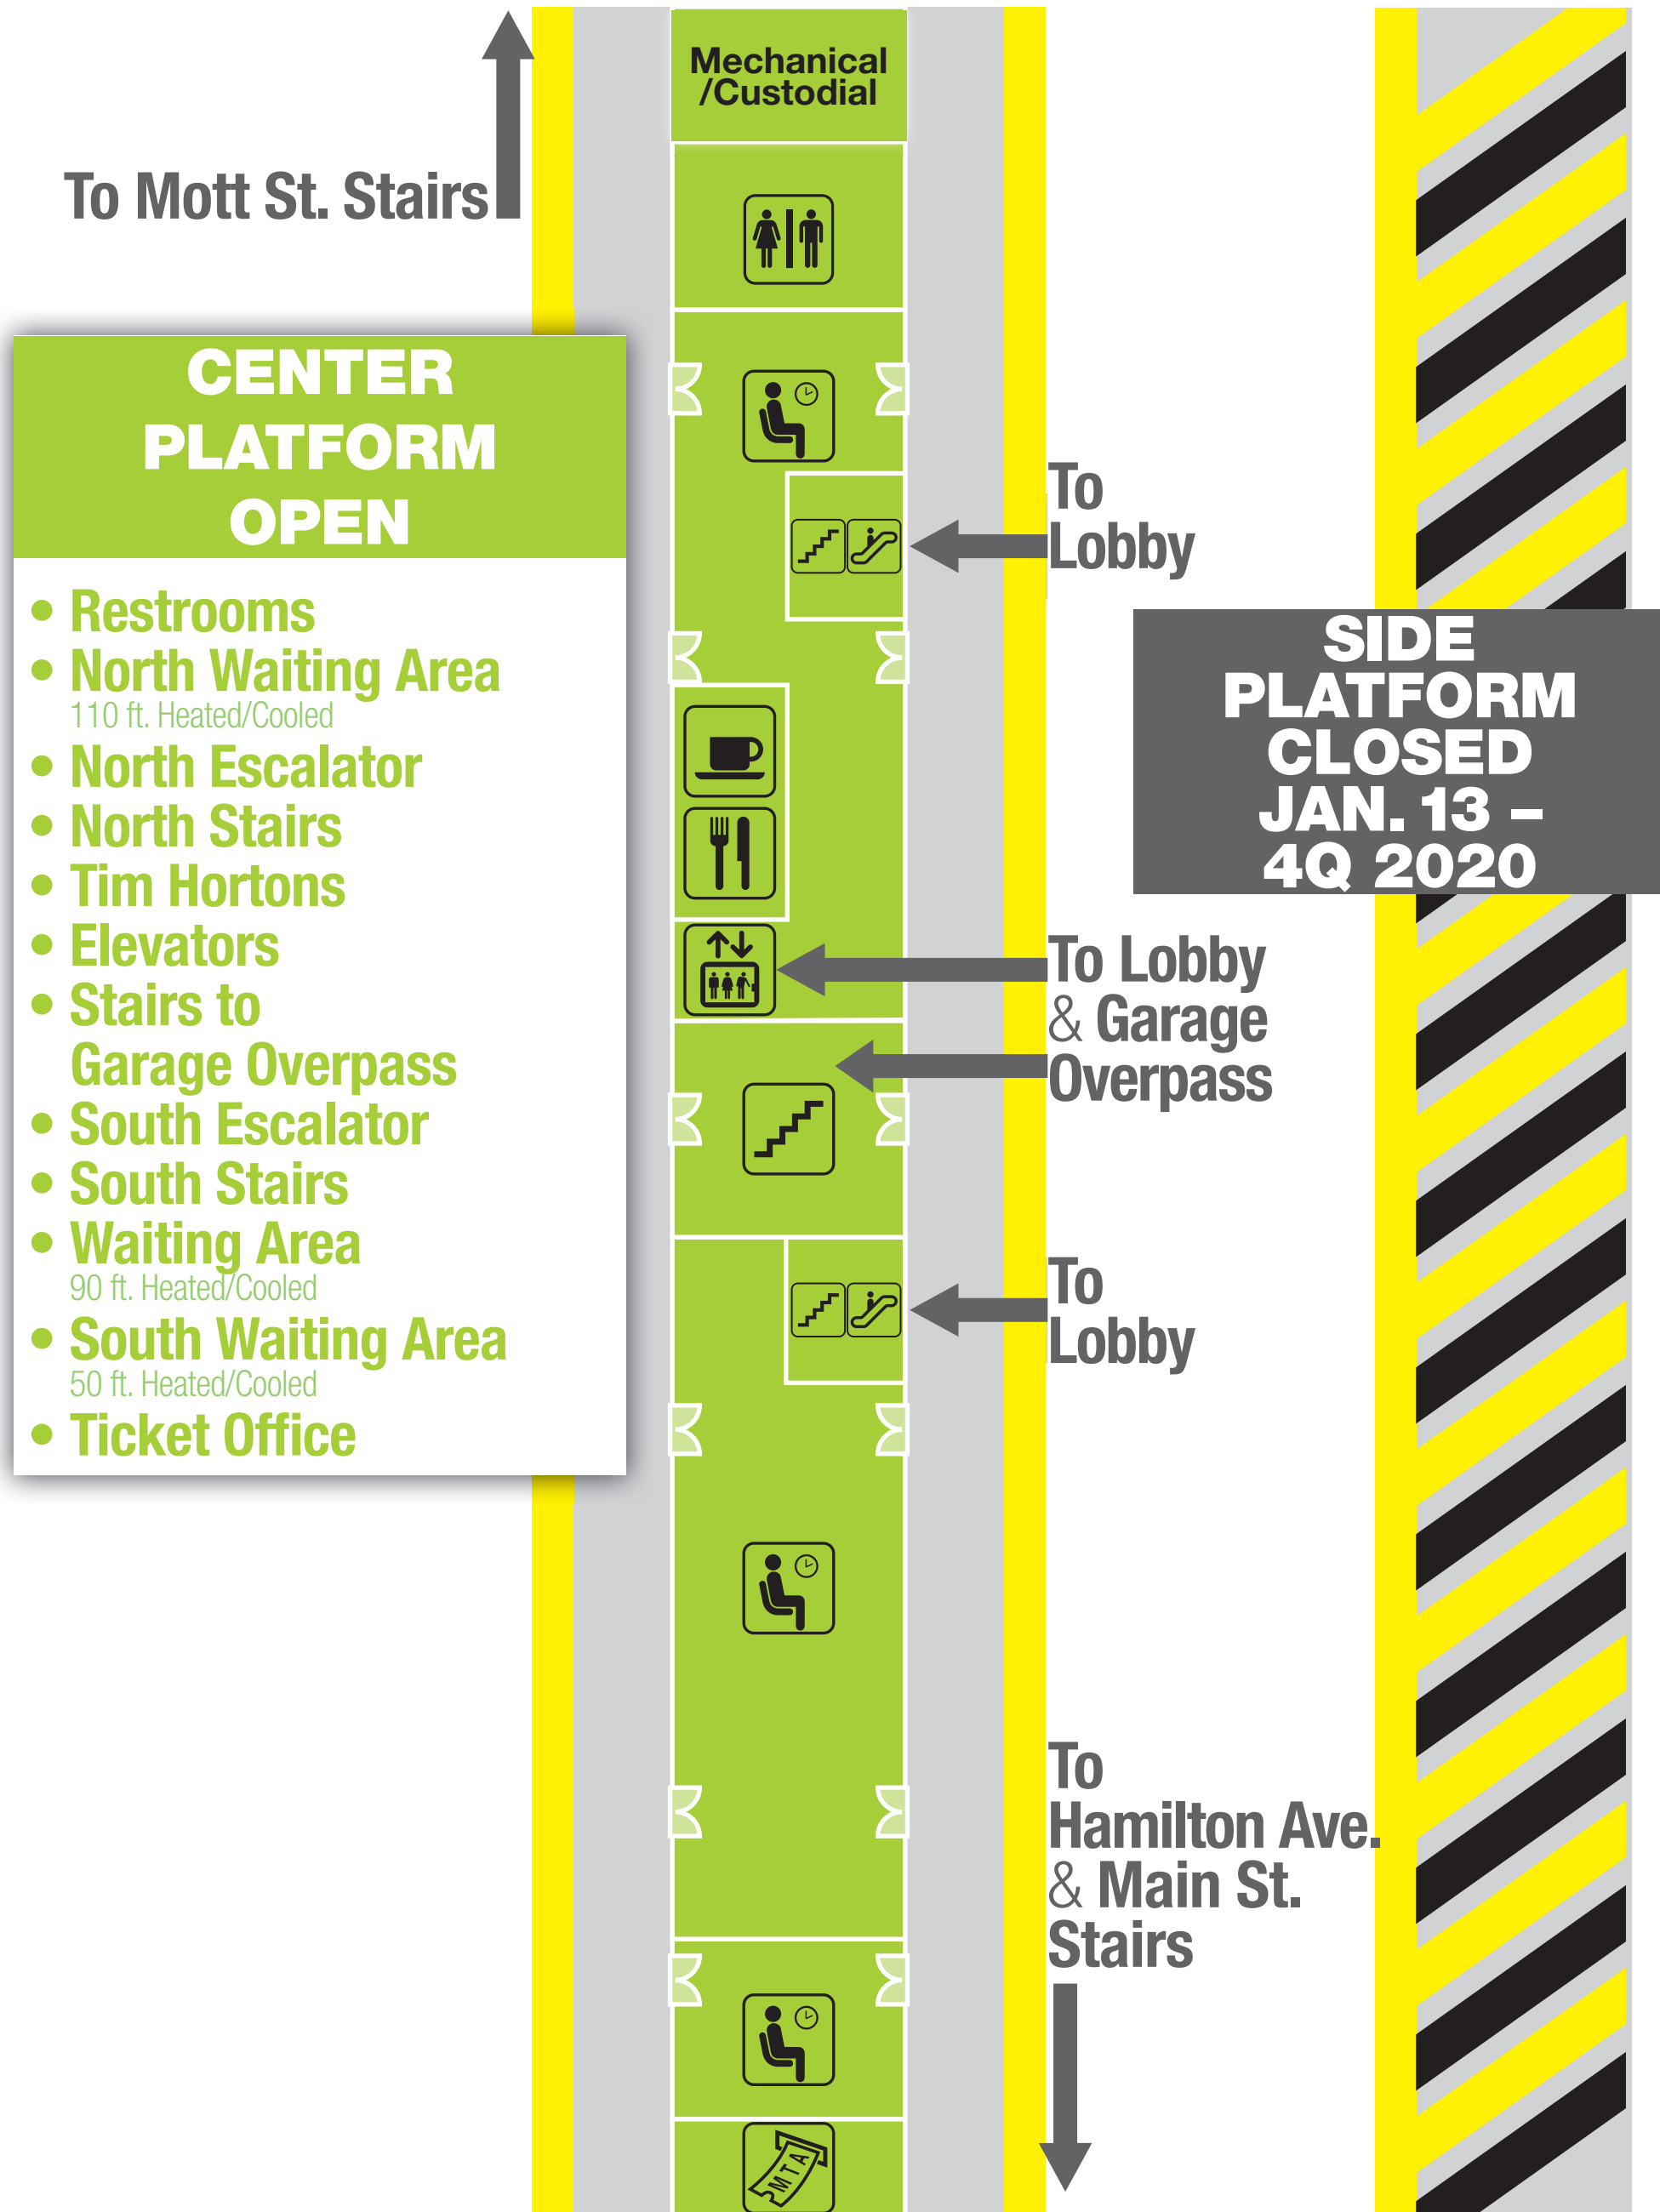 Mechanical
/Custodial
To Mott St. Stairs
CENTER
PLATFORM
OPEN
• Restrooms
• North Waiting Area
110 ft. Heated/Cooled
• North Escalator
• North Stairs
• Tim Hortons
• Elevators
• Stairs to
Garage Overpass
• South Escalator
• South Stairs
• Waiting Area
90 ft. Heated/Cooled
• South Waiting Area
50 ft. Heated/Cooled
• Ticket Office
To
Lobby
SIDE
PLATFORM
CLOSED
JAN. 13 –
4Q 2020
To Lobby
& Garage
Overpass
To
Lobby
To
Hamilton Ave.
& Main St.
Stairs
MTA